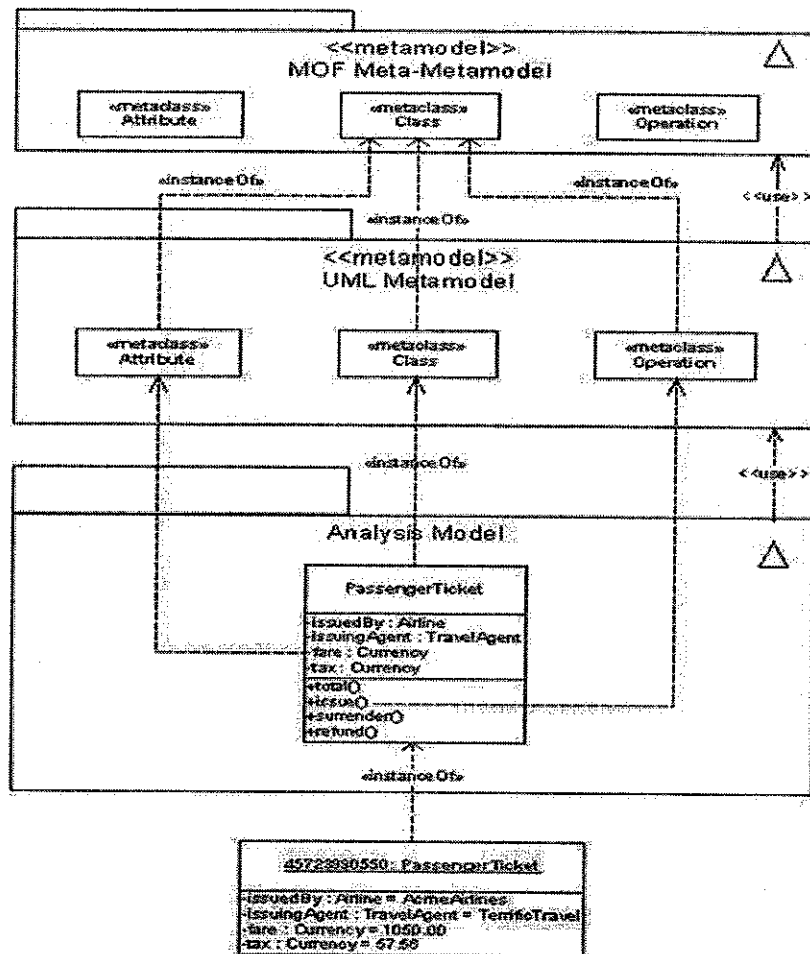 <<metamodel>>
MOF Meta-Metamodel
«metaclass»
Attribute
«metaclass»
Class
«metaclass»
Operation
«instanceOf»
«instanceOf»
«instanceOf»
<<use>>
<<metamodel>>
UML Metamodel
«metaclass»
Attribute
«metaclass»
Class
«metaclass»
Operation
«instanceOf»
<<use>>
Analysis Model
PassengerTicket
-issuedBy : Airline
-issuingAgent : TravelAgent
-fare : Currency
-tax : Currency
+total()
+issue()
+surrender()
+refund()
«instanceOf»
45723990550 : PassengerTicket
-issuedBy : Airline = AcmeAirlines
-issuingAgent : TravelAgent = TerrificTravel
-fare : Currency = 1050.00
-tax : Currency = 57.56